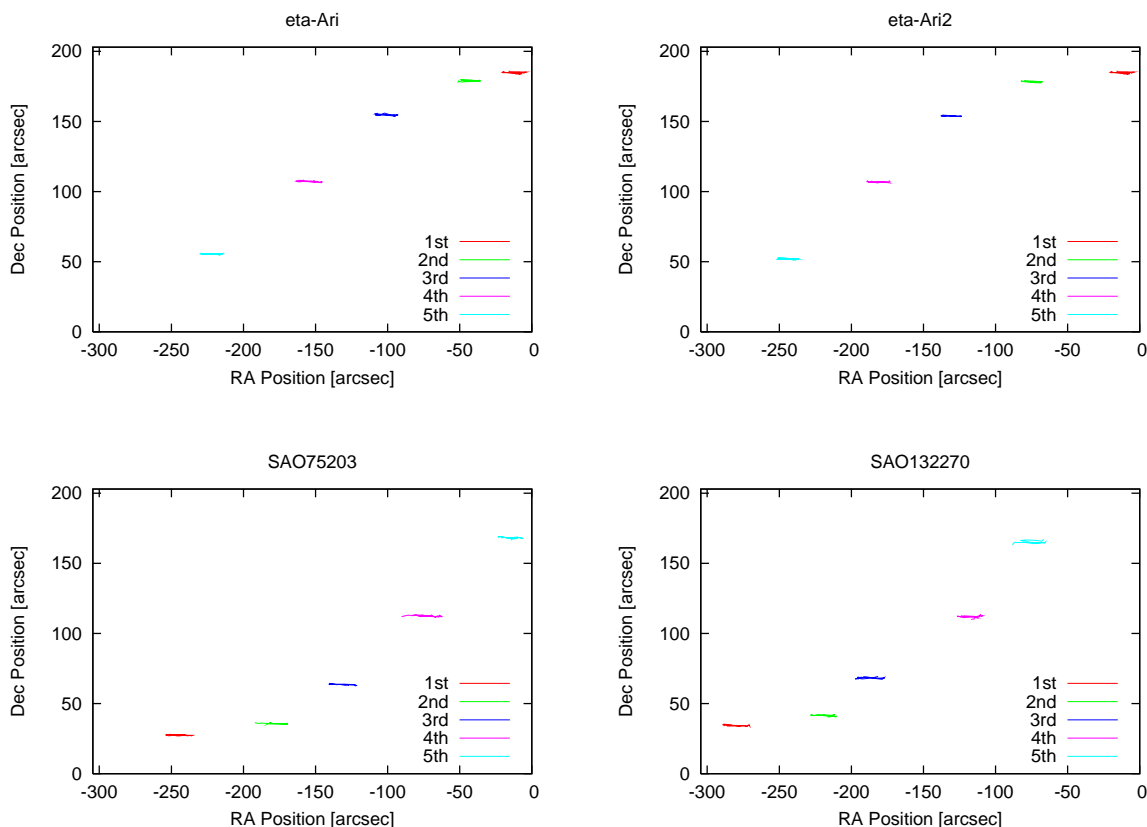 eta-Ari
200
150
100
50
0
Dec Position [arcsec]
1st
2nd
3rd
4th
5th
-300 -250 -200 -150 -100 -50 0
RA Position [arcsec]
eta-Ari2
200
150
100
50
0
Dec Position [arcsec]
1st
2nd
3rd
4th
5th
-300 -250 -200 -150 -100 -50 0
RA Position [arcsec]
SAO75203
200
150
100
50
0
Dec Position [arcsec]
1st
2nd
3rd
4th
5th
-300 -250 -200 -150 -100 -50 0
RA Position [arcsec]
SAO132270
200
150
100
50
0
Dec Position [arcsec]
1st
2nd
3rd
4th
5th
-300 -250 -200 -150 -100 -50 0
RA Position [arcsec]